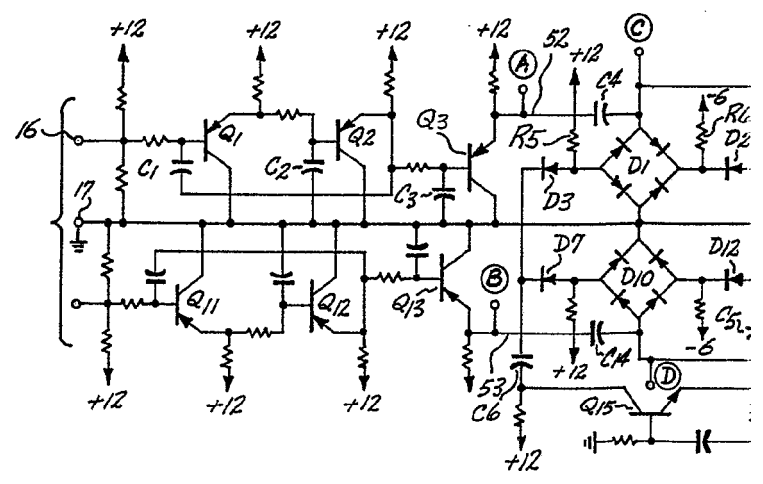 +12 +12 +12 +12 C
52
A +12
C4 -6
16 Q1 Q2 Q3 R5 R6
D2
C1 C2 C3 D1
D3
17
D7 D12
B D10
Q11 Q12 Q13 C5
C14 -6
+12
53 D
+12 +12 +12 C6 Q15
+12